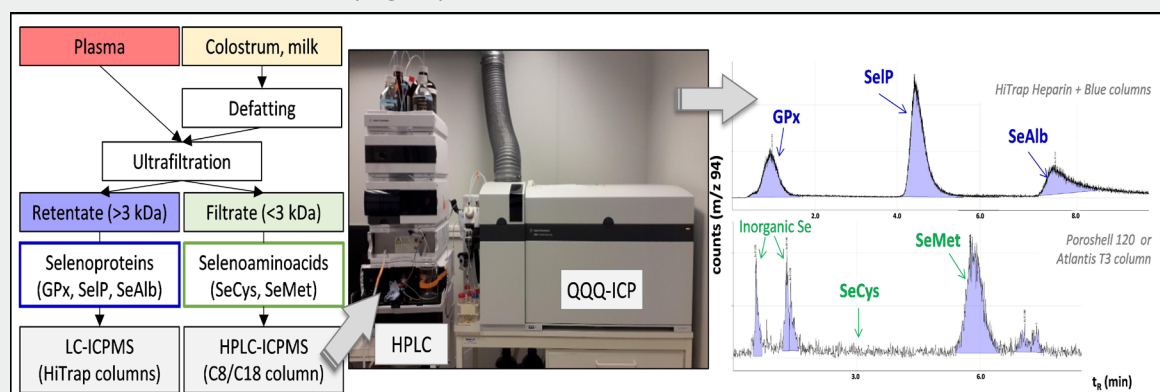 Plasma
Colostrum, milk
Defatting
Ultrafiltration
Retentate (>3 kDa)
Filtrate (<3 kDa)
Selenoproteins
(GPx, SelP, SeAlb)
Selenoaminoacids
(SeCys, SeMet)
LC-ICPMS
(HiTrap columns)
HPLC-ICPMS
(C8/C18 column)
HPLC
QQQ-ICP
counts (m/z 94)
SelP
HiTrap Heparin + Blue columns
GPx
SeAlb
2.0
4.0
6.0
8.0
Inorganic Se
SeMet
Poroshell 120 or
Atlantis T3 column
SeCys
3.0
6.0
tR (min)